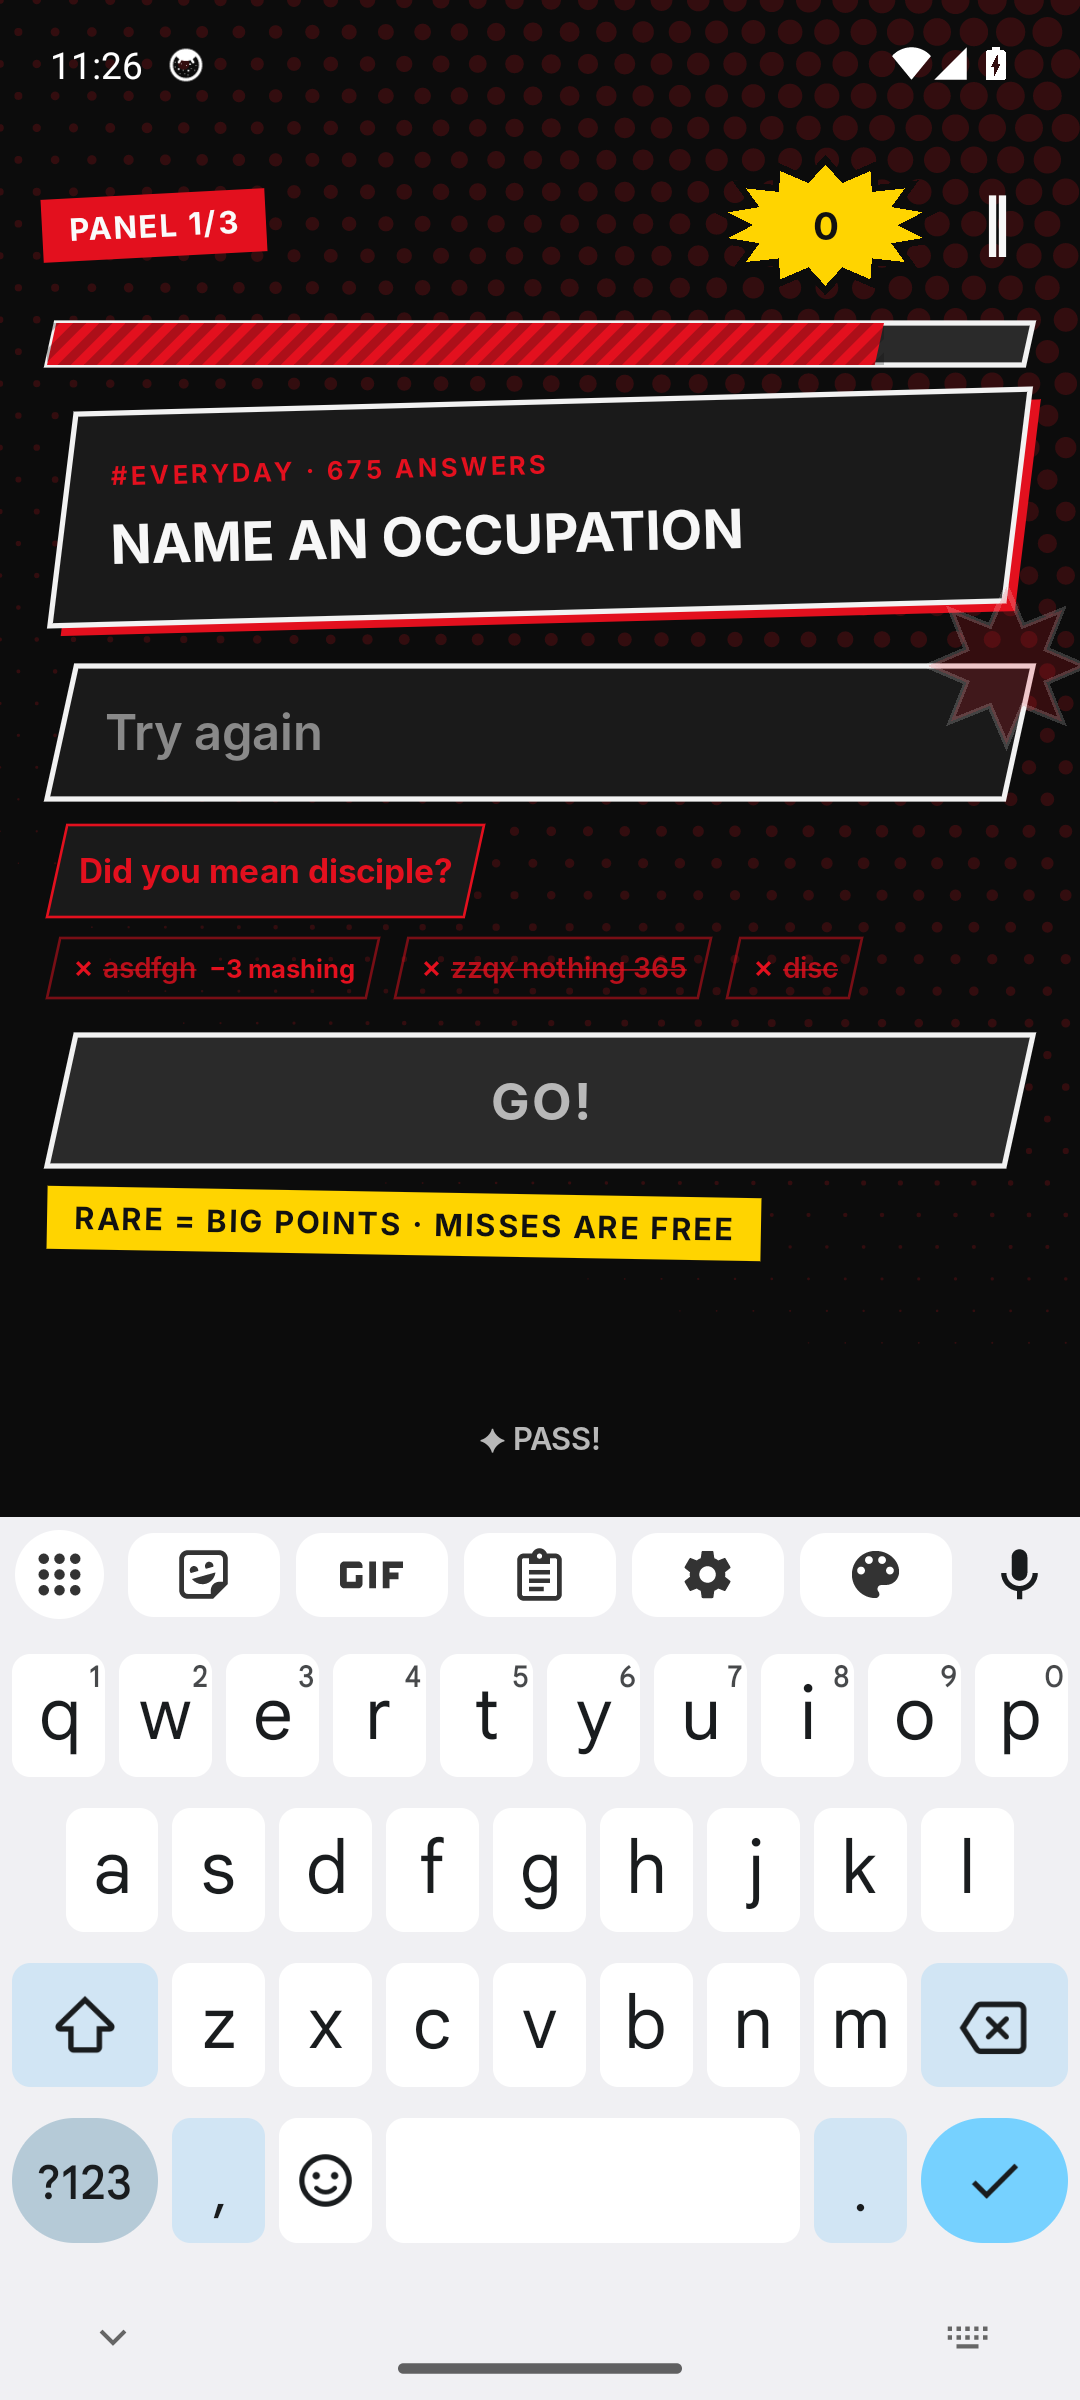 11:26
PANEL 1/3
0
#EVERYDAY · 675 ANSWERS
NAME AN OCCUPATION
Try again
Did you mean disciple?
× asdfgh −3 mashing
× zzqx nothing 365
× disc
GO!
RARE = BIG POINTS · MISSES ARE FREE
✦ PASS!
GIF
q 1 w 2 e 3 r 4 t 5 y 6 u 7 i 8 o 9 p 0
a s d f g h j k l
z x c v b n m
?123 , .